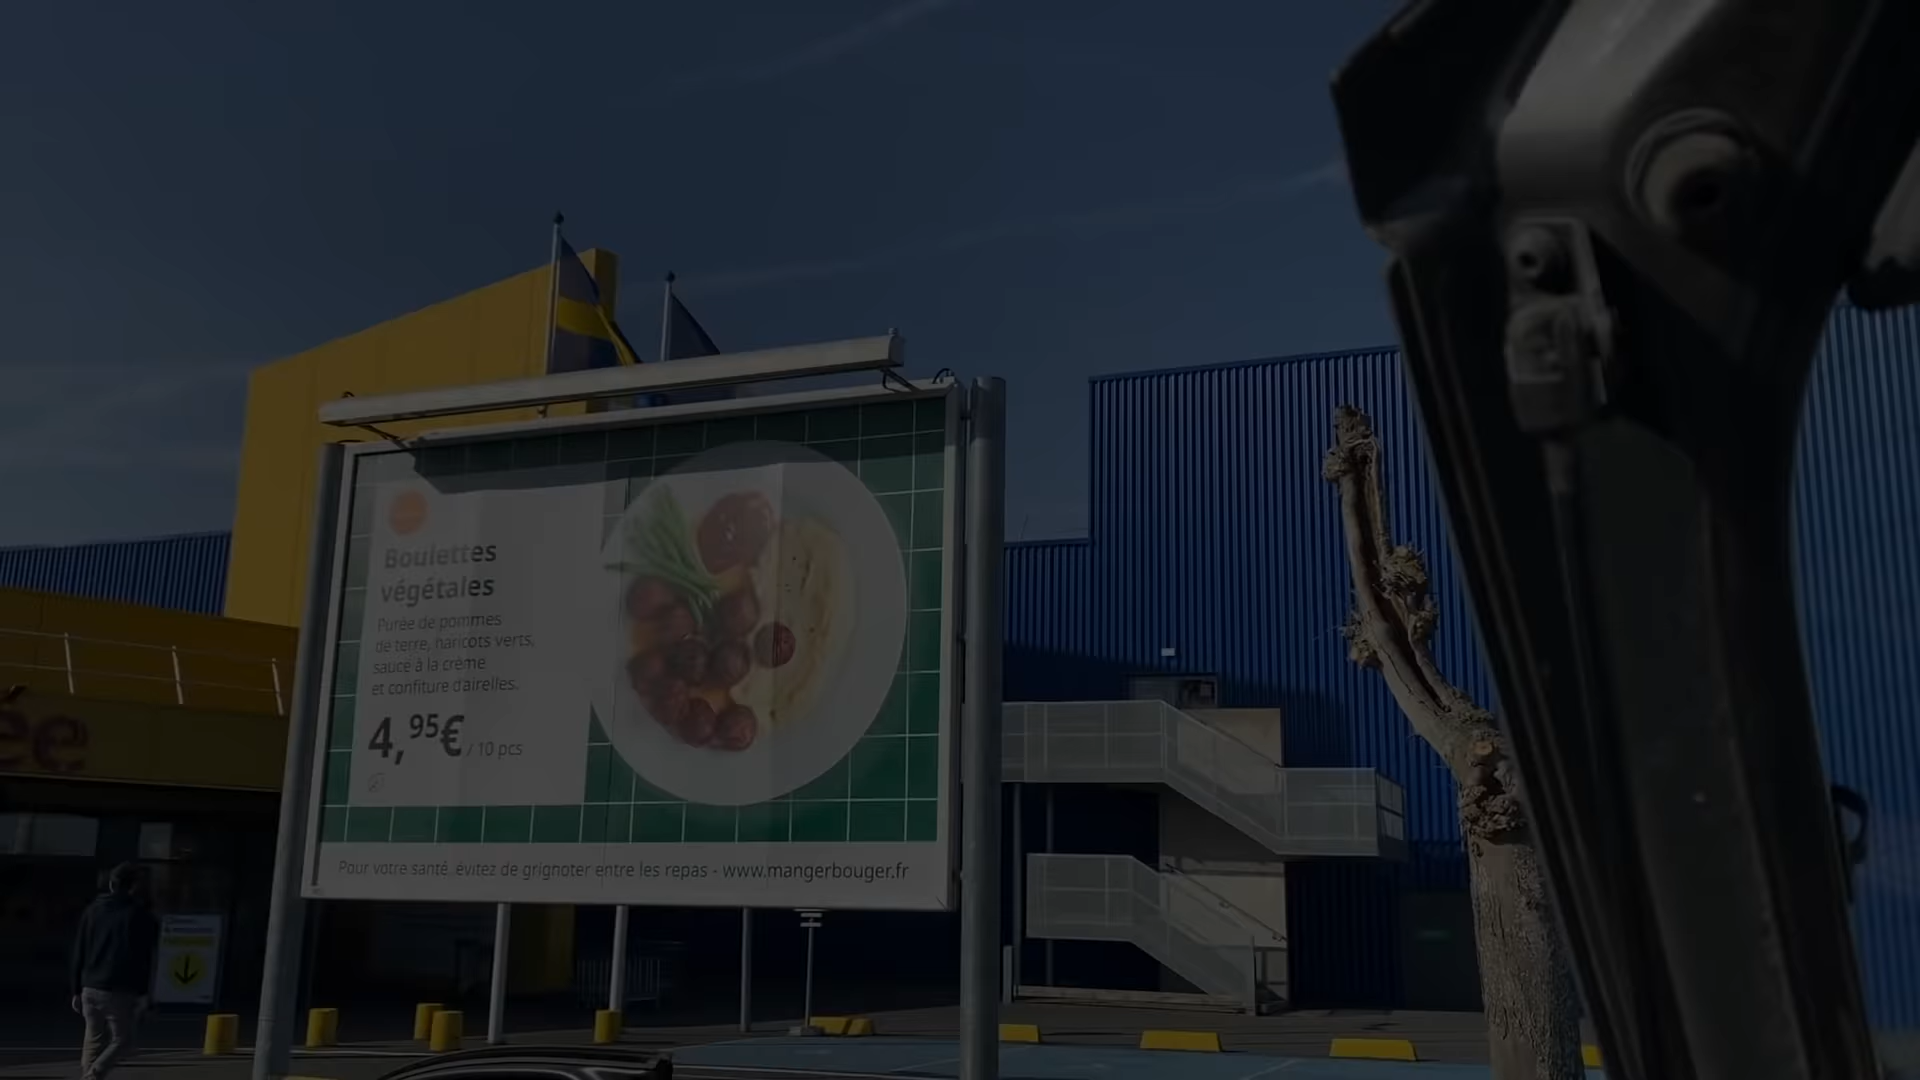 Boulettes
végétales
Purée de pommes
de terre, haricots verts,
sauce à la crème
et confiture d'airelles.
4,95€ / 10 pcs
Pour votre santé, évitez de grignoter entre les repas - www.mangerbouger.fr
ée